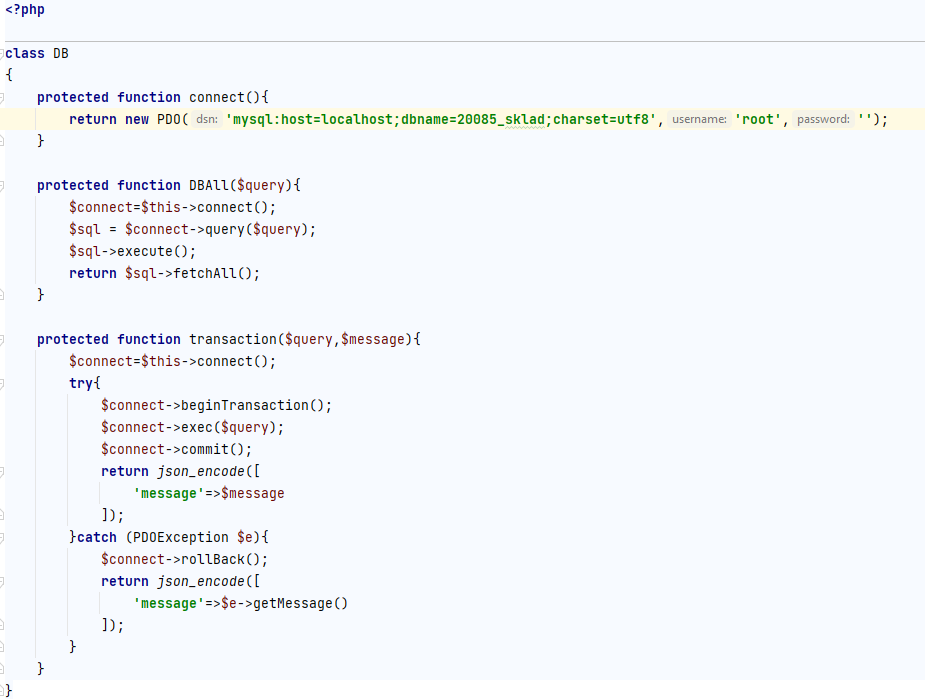 <?php
class DB
{
    protected function connect(){
        return new PDO( dsn: 'mysql:host=localhost;dbname=20085_sklad;charset=utf8', username: 'root', password: '');
    }
    protected function DBAll($query){
        $connect=$this->connect();
        $sql = $connect->query($query);
        $sql->execute();
        return $sql->fetchAll();
    }
    protected function transaction($query,$message){
        $connect=$this->connect();
        try{
            $connect->beginTransaction();
            $connect->exec($query);
            $connect->commit();
            return json_encode([
                'message'=>$message
            ]);
        }catch (PDOException $e){
            $connect->rollBack();
            return json_encode([
                'message'=>$e->getMessage()
            ]);
        }
    }
}